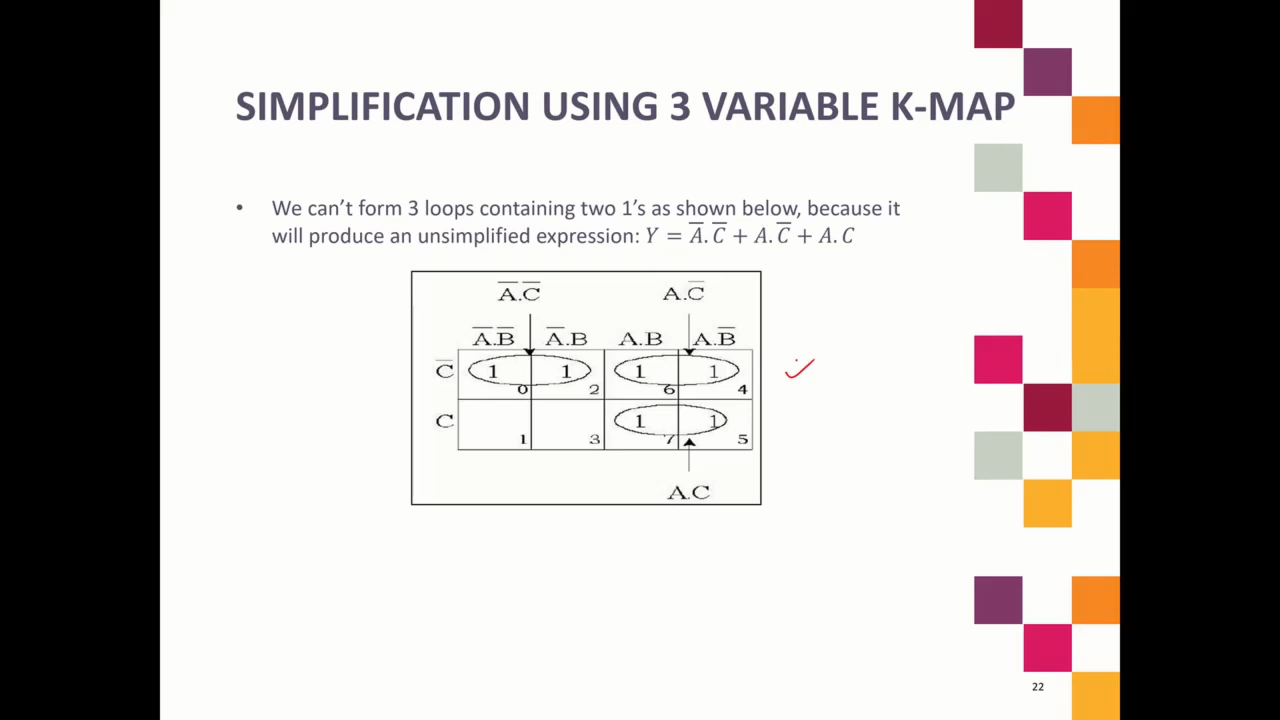 SIMPLIFICATION USING 3 VARIABLE K-MAP
• We can't form 3 loops containing two 1's as shown below, because it
will produce an unsimplified expression: Y = A̅.C̅ + A.C̅ + A.C
A̅.C̅ A.C̅
A̅.B̅ A̅.B A.B A.B̅
C̅ 1 1 1 1
0 2 6 4
C 1 1
1 3 7 5
A.C
22